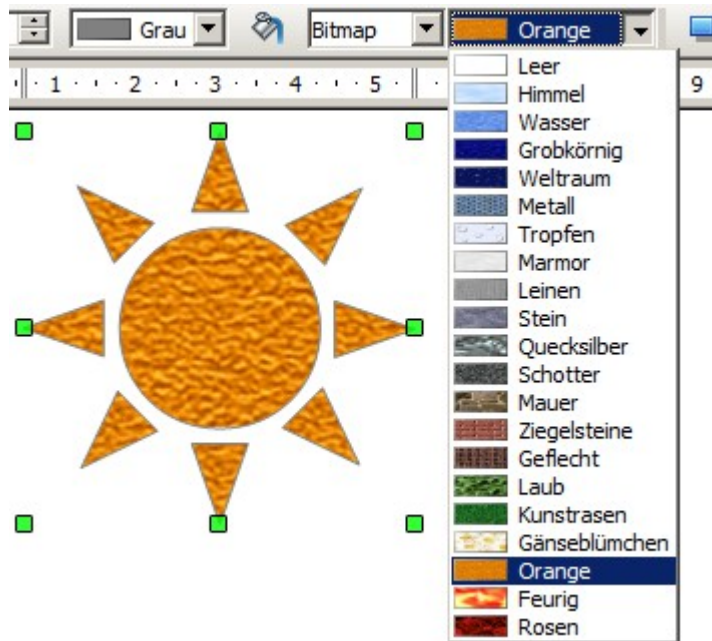 Grau Bitmap Orange
1 2 3 4 5 9
Leer
Himmel
Wasser
Grobkörnig
Weltraum
Metall
Tropfen
Marmor
Leinen
Stein
Quecksilber
Schotter
Mauer
Ziegelsteine
Geflecht
Laub
Kunstrasen
Gänseblümchen
Orange
Feurig
Rosen